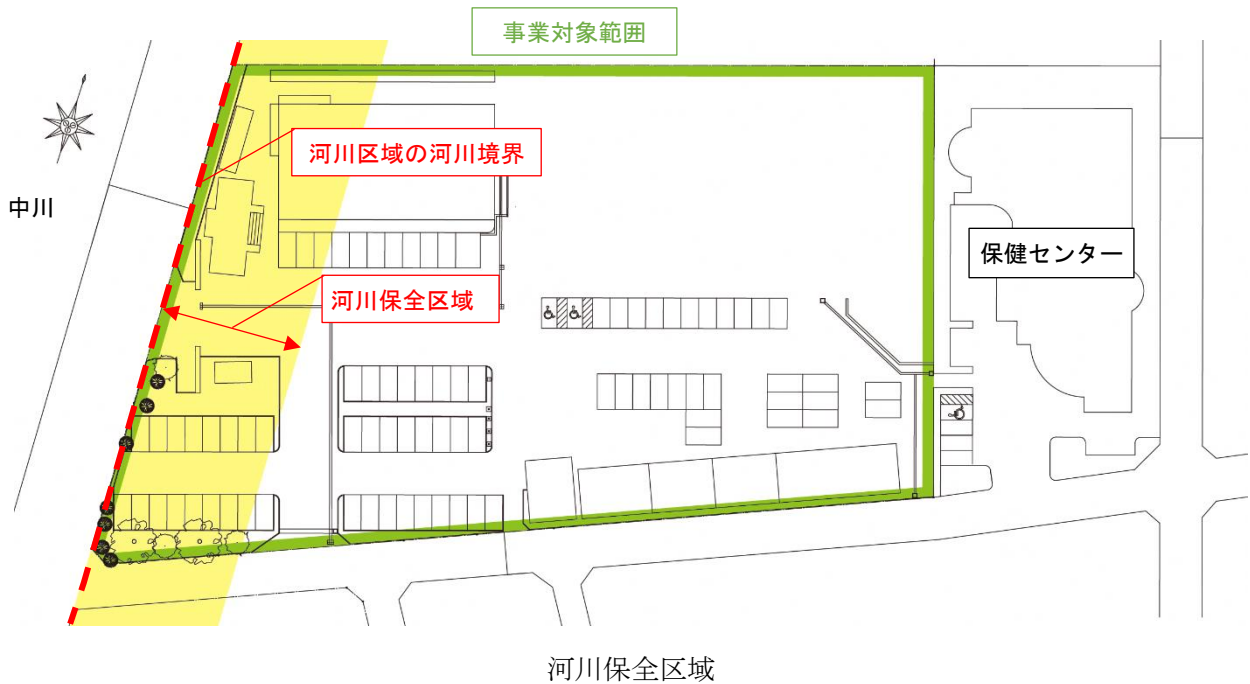 事業対象範囲
河川区域の河川境界
中川
保健センター
河川保全区域
河川保全区域